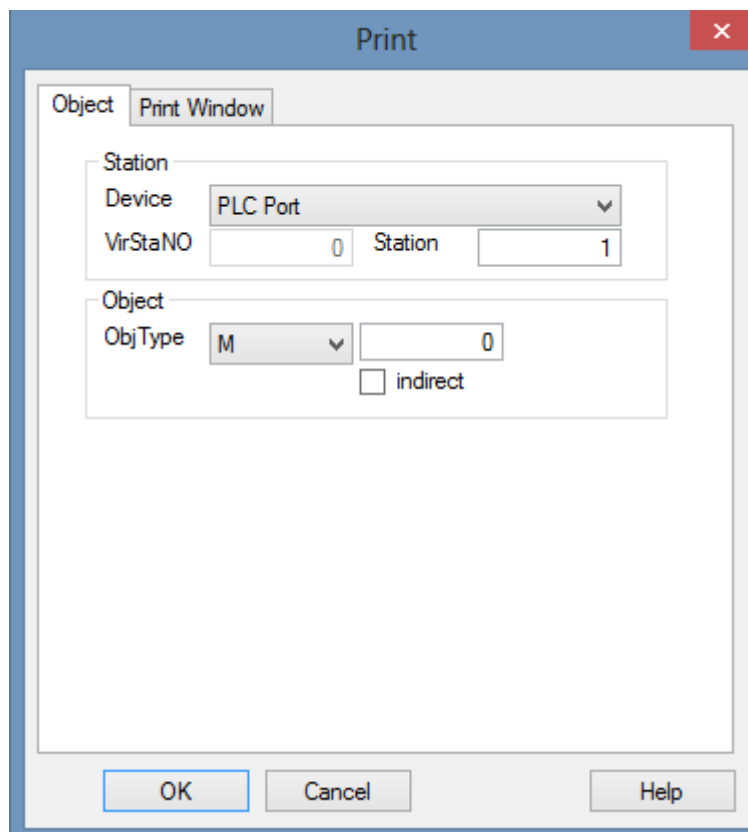 Print
Object Print Window
Station
Device PLC Port
VirStaNO 0 Station 1
Object
ObjType M 0
indirect
OK Cancel Help